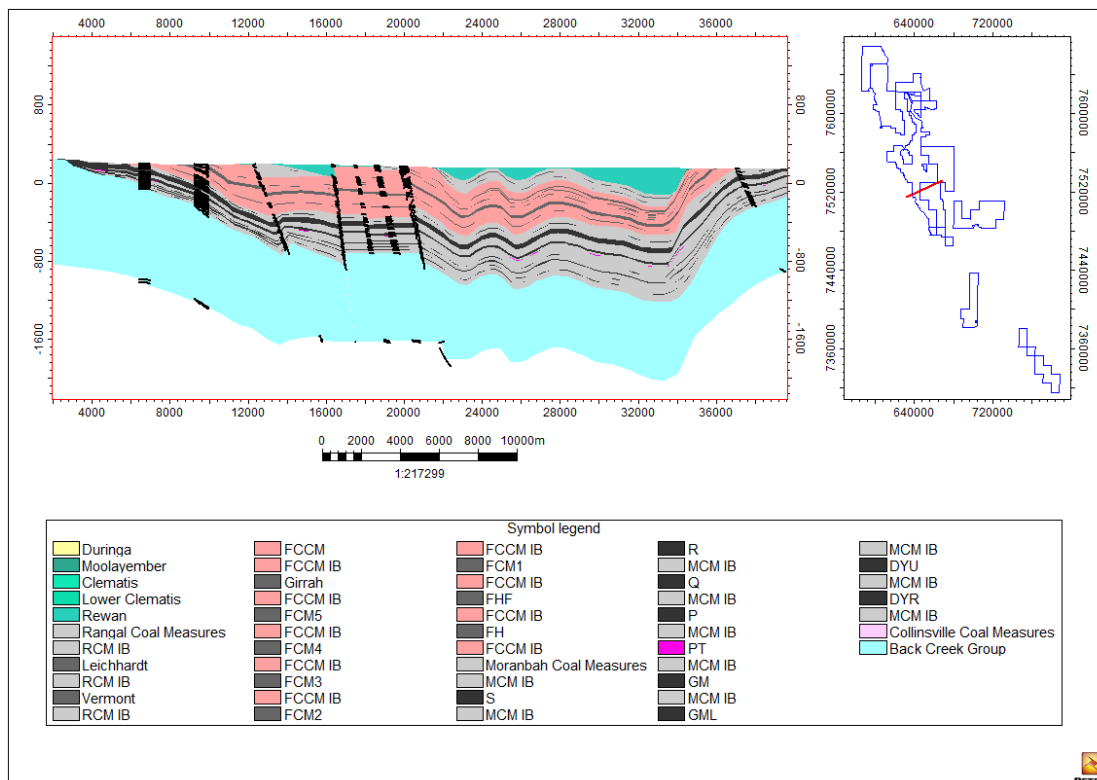 4000 8000 12000 16000 20000 24000 28000 32000 36000
640000 720000
800 800
0 0
-800 -800
-1600 -1600
7600000 7600000
7520000 7520000
7440000 7440000
7360000 7360000
4000 8000 12000 16000 20000 24000 28000 32000 36000
640000 720000
0 2000 4000 6000 8000 10000m
1:217299
Symbol legend
Duringa
Moolayember
Clematis
Lower Clematis
Rewan
Rangal Coal Measures
RCM IB
Leichhardt
RCM IB
Vermont
RCM IB
FCCM
FCCM IB
Girrah
FCCM IB
FCM5
FCCM IB
FCM4
FCCM IB
FCM3
FCCM IB
FCM2
FCCM IB
FCM1
FCCM IB
FHF
FCCM IB
FH
FCCM IB
Moranbah Coal Measures
MCM IB
S
MCM IB
R
MCM IB
Q
MCM IB
P
MCM IB
PT
MCM IB
GM
MCM IB
GML
MCM IB
DYU
MCM IB
DYR
MCM IB
Collinsville Coal Measures
Back Creek Group